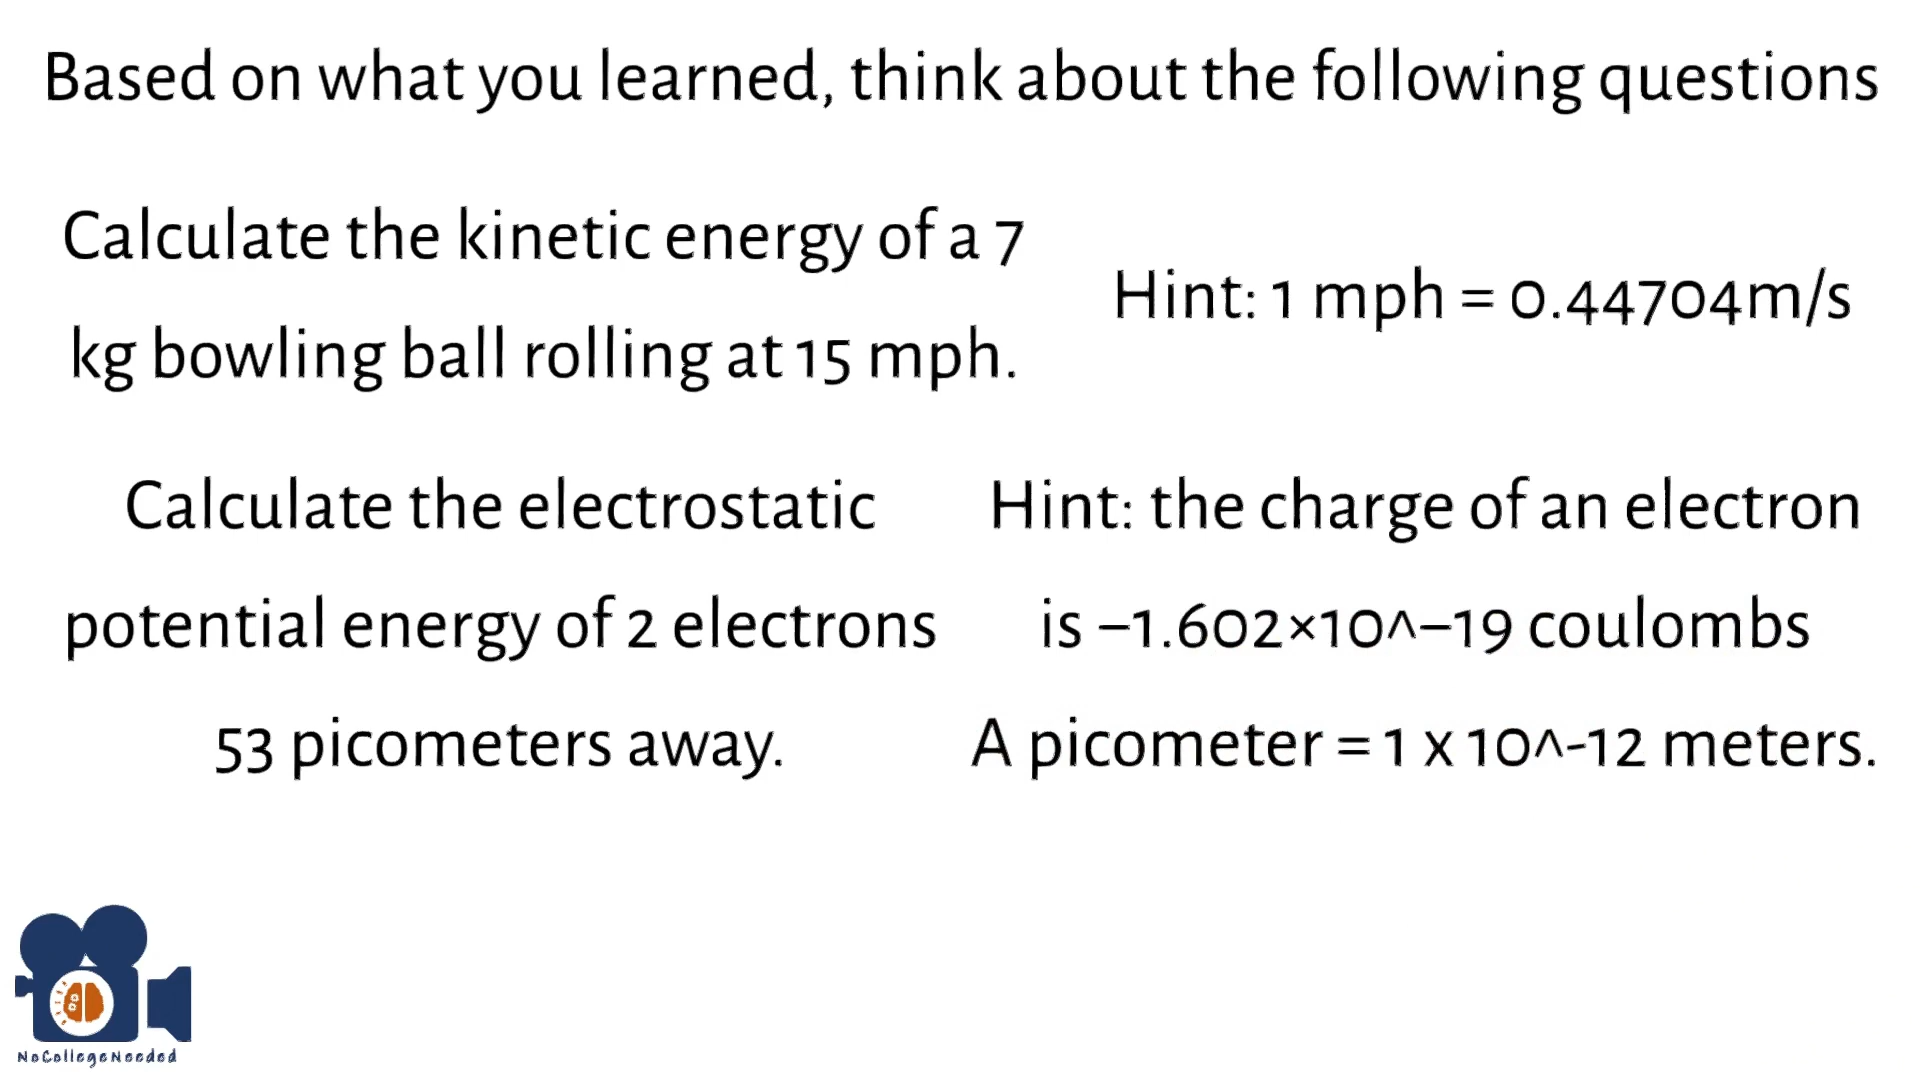 Based on what you learned, think about the following questions
Calculate the kinetic energy of a 7
kg bowling ball rolling at 15 mph.
Hint: 1 mph = 0.44704m/s
Calculate the electrostatic
potential energy of 2 electrons
53 picometers away.
Hint: the charge of an electron
is −1.602×10^−19 coulombs
A picometer = 1 x 10^-12 meters.
NoCollegeNeeded